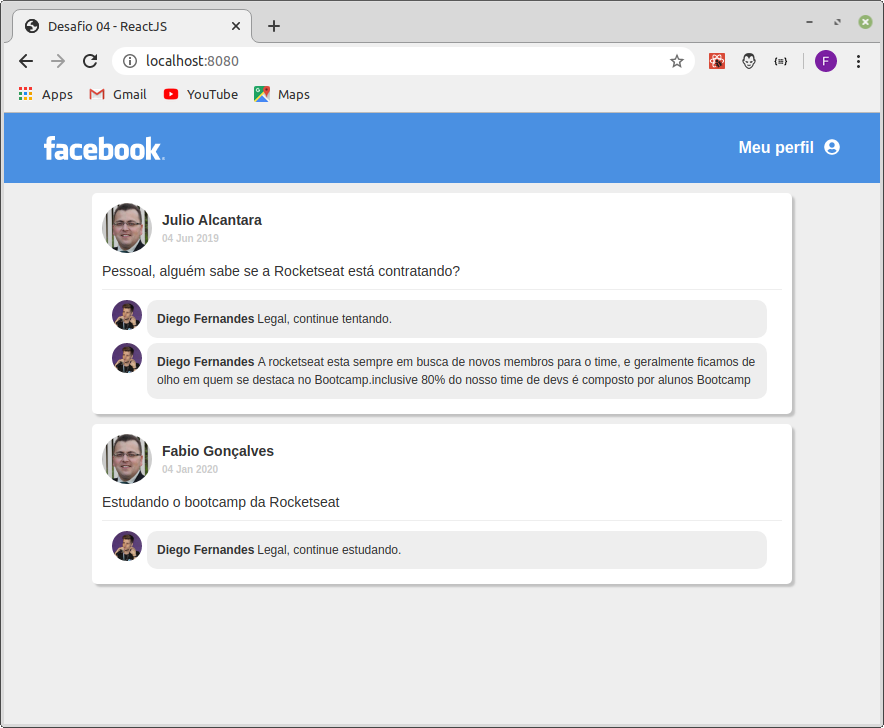 Desafio 04 - ReactJS
localhost:8080
F
Apps
Gmail
YouTube
Maps
facebook.
Meu perfil
Julio Alcantara
04 Jun 2019
Pessoal, alguém sabe se a Rocketseat está contratando?
Diego Fernandes Legal, continue tentando.
Diego Fernandes A rocketseat esta sempre em busca de novos membros para o time, e geralmente ficamos de
olho em quem se destaca no Bootcamp.inclusive 80% do nosso time de devs é composto por alunos Bootcamp
Fabio Gonçalves
04 Jan 2020
Estudando o bootcamp da Rocketseat
Diego Fernandes Legal, continue estudando.